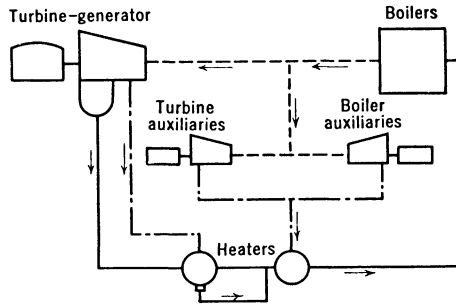 Turbine-generator
Boilers
Turbine
auxiliaries
Boiler
auxiliaries
Heaters